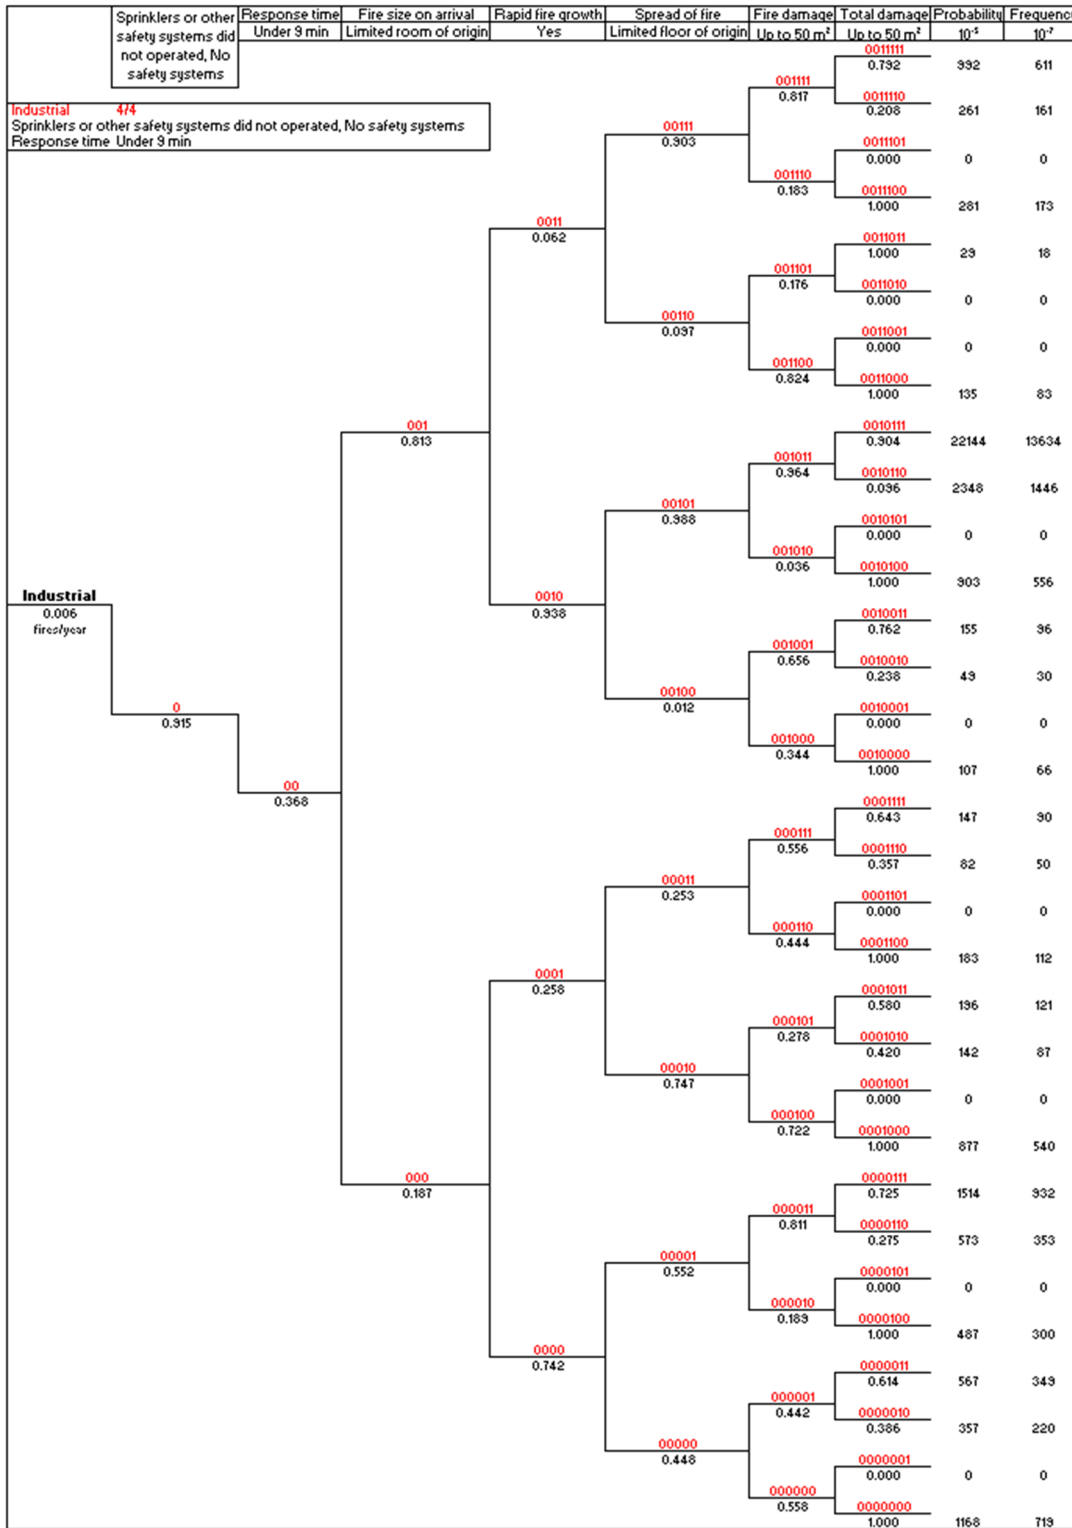 Sprinklers or other safety systems did not operated, No safety systems
Response time
Under 9 min
Fire size on arrival
Limited room of origin
Rapid fire growth
Yes
Spread of fire
Limited floor of origin
Fire damage
Up to 50 m²
Total damage
Up to 50 m²
Probability
10⁻⁵
Frequenc
10⁻⁷
Industrial 4/4
Sprinklers or other safety systems did not operated, No safety systems
Response time Under 9 min
0011111
0.792 992 611
001111
0.817
0011110
0.208 261 161
00111
0.903
0011101
0.000 0 0
001110
0.183
0011100
1.000 281 173
0011
0.062
0011011
1.000 29 18
001101
0.176
0011010
0.000 0 0
00110
0.097
0011001
0.000 0 0
001100
0.824
0011000
1.000 135 83
001
0.813
0010111
0.904 22144 13634
001011
0.964
0010110
0.096 2348 1446
00101
0.988
0010101
0.000 0 0
001010
0.036
0010100
1.000 903 556
Industrial
0.006
fires/year
0010
0.938
0010011
0.762 155 96
001001
0.656
0010010
0.238 49 30
00100
0.012
0010001
0.000 0 0
0
0.915
001000
0.344
0010000
1.000 107 66
00
0.368
0001111
0.643 147 90
000111
0.556
0001110
0.357 82 50
00011
0.253
0001101
0.000 0 0
000110
0.444
0001100
1.000 183 112
0001
0.258
0001011
0.580 196 121
000101
0.278
0001010
0.420 142 87
00010
0.747
0001001
0.000 0 0
000100
0.722
0001000
1.000 877 540
000
0.187
0000111
0.725 1514 932
000011
0.811
0000110
0.275 573 353
00001
0.552
0000101
0.000 0 0
000010
0.189
0000100
1.000 487 300
0000
0.742
0000011
0.614 567 349
000001
0.442
0000010
0.386 357 220
00000
0.448
0000001
0.000 0 0
000000
0.558
0000000
1.000 1168 719